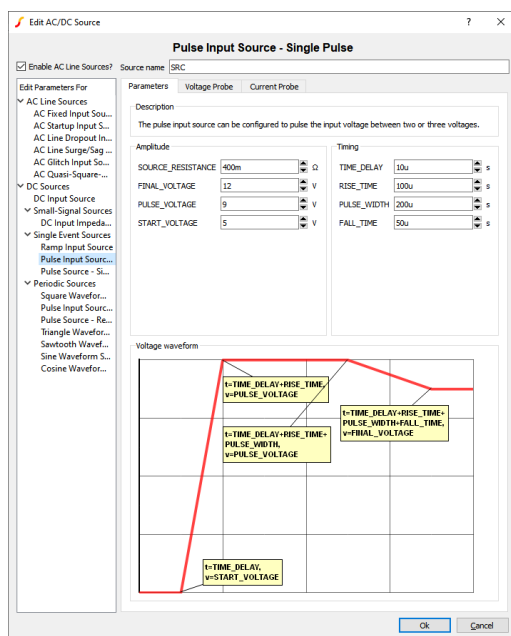 Edit AC/DC Source
?
Pulse Input Source - Single Pulse
Enable AC Line Sources?
Source name
SRC
Edit Parameters For
AC Line Sources
AC Fixed Input Sou...
AC Startup Input S...
AC Line Dropout In...
AC Line Surge/Sag ...
AC Glitch Input So...
AC Quasi-Square-...
DC Sources
DC Input Source
Small-Signal Sources
DC Input Impeda...
Single Event Sources
Ramp Input Source
Pulse Input Sourc...
Pulse Source - Si...
Periodic Sources
Square Wavefor...
Pulse Input Sourc...
Pulse Source - Re...
Triangle Wavefor...
Sawtooth Wavef...
Sine Waveform S...
Cosine Wavefor...
Parameters
Voltage Probe
Current Probe
Description
The pulse input source can be configured to pulse the input voltage between two or three voltages.
Amplitude
SOURCE_RESISTANCE 400m Ω
FINAL_VOLTAGE 12 V
PULSE_VOLTAGE 9 V
START_VOLTAGE 5 V
Timing
TIME_DELAY 10u s
RISE_TIME 100u s
PULSE_WIDTH 200u s
FALL_TIME 50u s
Voltage waveform
t=TIME_DELAY+RISE_TIME,
v=PULSE_VOLTAGE
t=TIME_DELAY+RISE_TIME+
PULSE_WIDTH,
v=PULSE_VOLTAGE
t=TIME_DELAY+RISE_TIME+
PULSE_WIDTH+FALL_TIME,
v=FINAL_VOLTAGE
t=TIME_DELAY,
v=START_VOLTAGE
Ok
Cancel